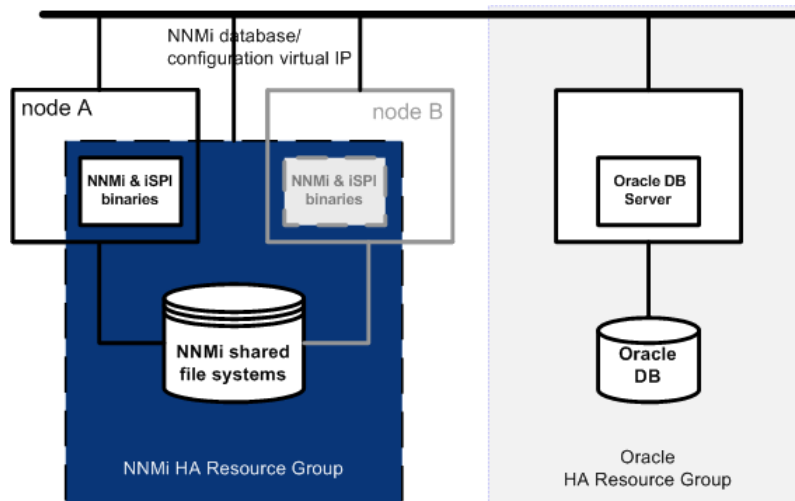 NNMi database/
configuration virtual IP
node A
node B
NNMi & iSPI
binaries
NNMi & iSPI
binaries
Oracle DB
Server
NNMi shared
file systems
Oracle
DB
NNMi HA Resource Group
Oracle
HA Resource Group